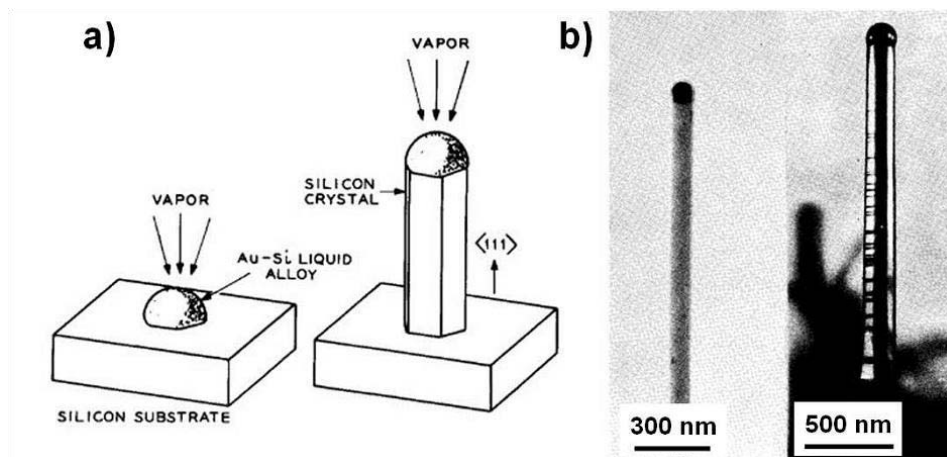 a)
VAPOR
Au-Si LIQUID
ALLOY
SILICON SUBSTRATE
VAPOR
SILICON
CRYSTAL
⟨111⟩
b)
300 nm
500 nm